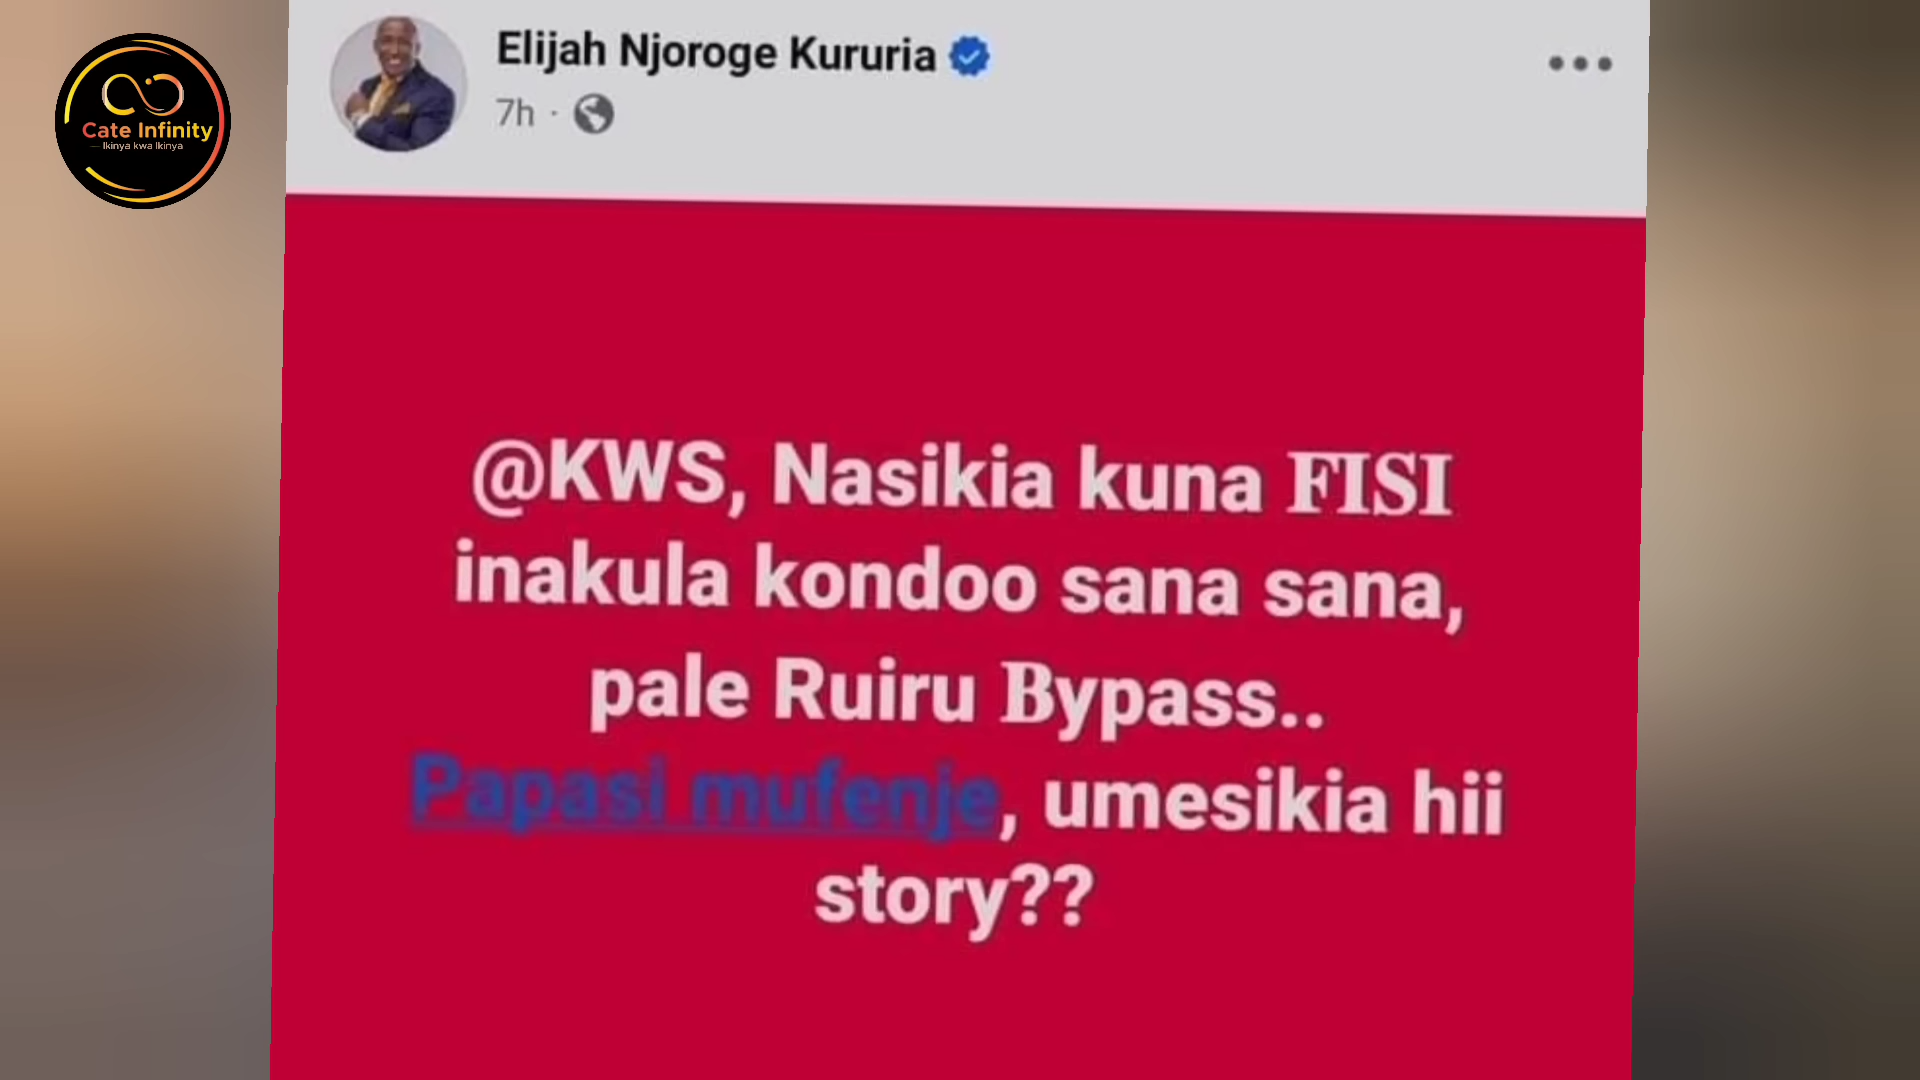 Cate Infinity
Ikinya kwa Ikinya
Elijah Njoroge Kururia
7h ·
@KWS, Nasikia kuna FISI
inakula kondoo sana sana,
pale Ruiru Bypass..
Papasi mufenje, umesikia hii
story??